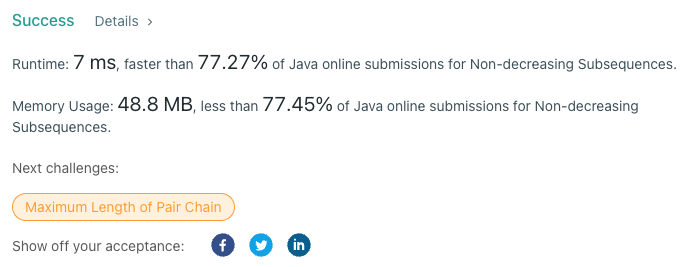 Success Details >
Runtime: 7 ms, faster than 77.27% of Java online submissions for Non-decreasing Subsequences.
Memory Usage: 48.8 MB, less than 77.45% of Java online submissions for Non-decreasing
Subsequences.
Next challenges:
Maximum Length of Pair Chain
Show off your acceptance: f in